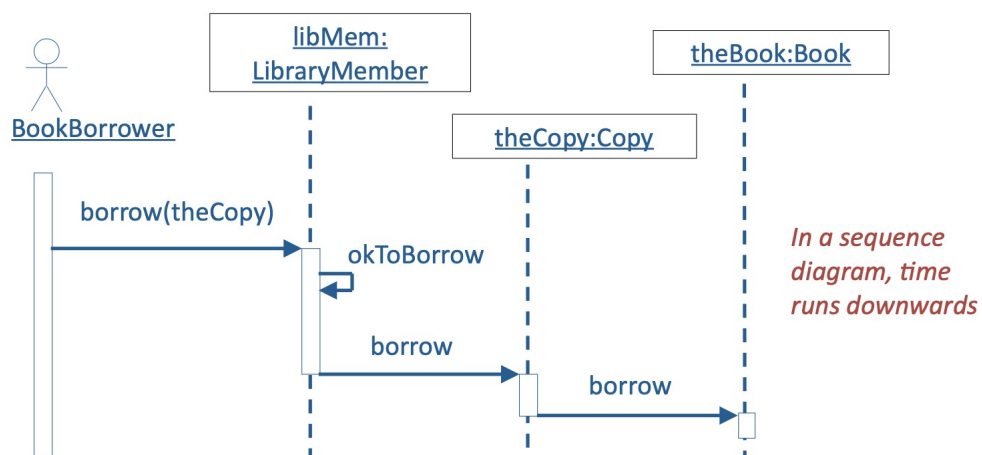 libMem:
LibraryMember
theBook:Book
BookBorrower
theCopy:Copy
borrow(theCopy)
okToBorrow
In a sequence
diagram, time
runs downwards
borrow
borrow